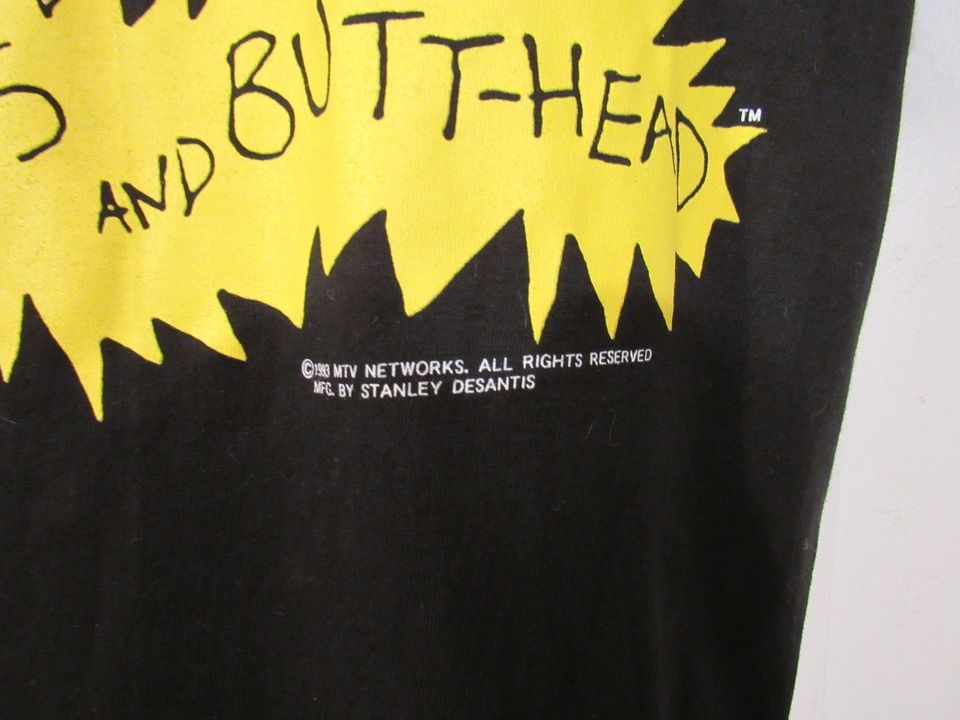 S
AND BUTT-HEAD ™
©1993 MTV NETWORKS. ALL RIGHTS RESERVED
MFG. BY STANLEY DESANTIS